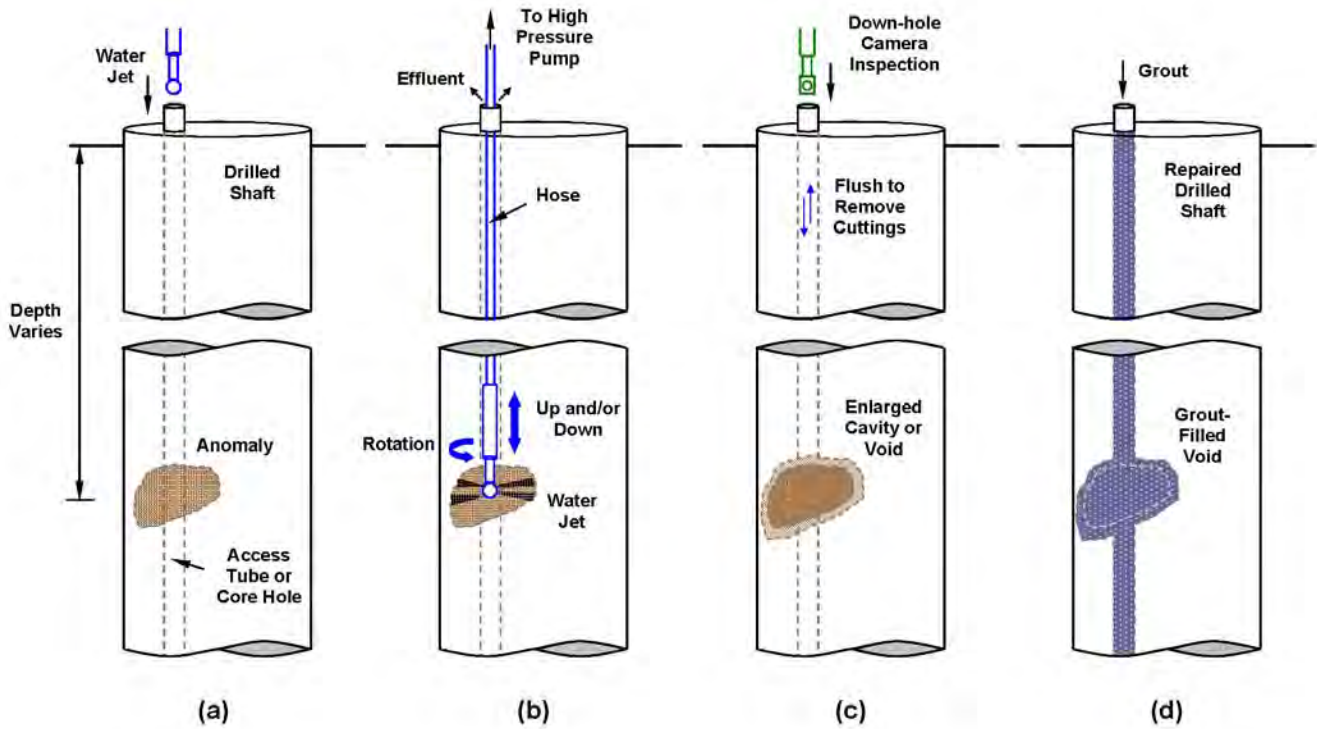 Water
Jet
Drilled
Shaft
Depth
Varies
Anomaly
Access
Tube or
Core Hole
(a)
To High
Pressure
Pump
Effluent
Hose
Rotation
Up and/or
Down
Water
Jet
(b)
Down-hole
Camera
Inspection
Flush to
Remove
Cuttings
Enlarged
Cavity or
Void
(c)
Grout
Repaired
Drilled
Shaft
Grout-
Filled
Void
(d)